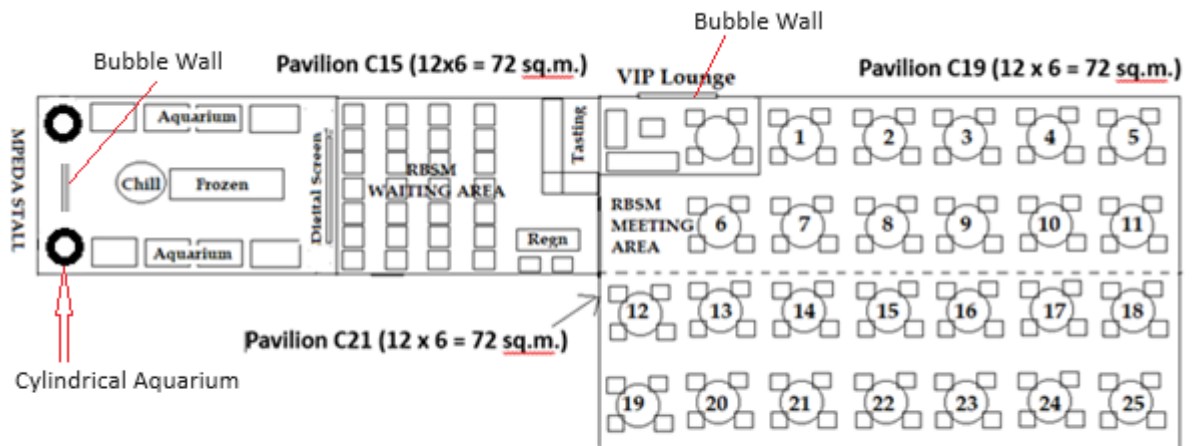 Bubble Wall
Bubble Wall
Pavilion C15 (12x6 = 72 sq.m.)
VIP Lounge
Pavilion C19 (12 x 6 = 72 sq.m.)
MPEDA STALL
Aquarium
Chill
Frozen
Aquarium
Digital Screen
RBSM
WAITING AREA
Tasting
Regn
RBSM
MEETING
AREA
1 2 3 4 5
6 7 8 9 10 11
12 13 14 15 16 17 18
19 20 21 22 23 24 25
Pavilion C21 (12 x 6 = 72 sq.m.)
Cylindrical Aquarium